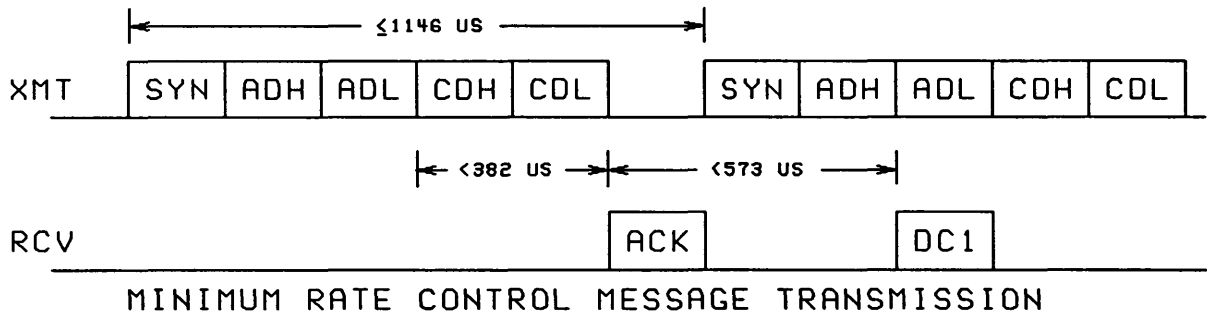 ≤1146 US
XMT SYN ADH ADL CDH CDL SYN ADH ADL CDH CDL
<382 US <573 US
RCV ACK DC1
MINIMUM RATE CONTROL MESSAGE TRANSMISSION